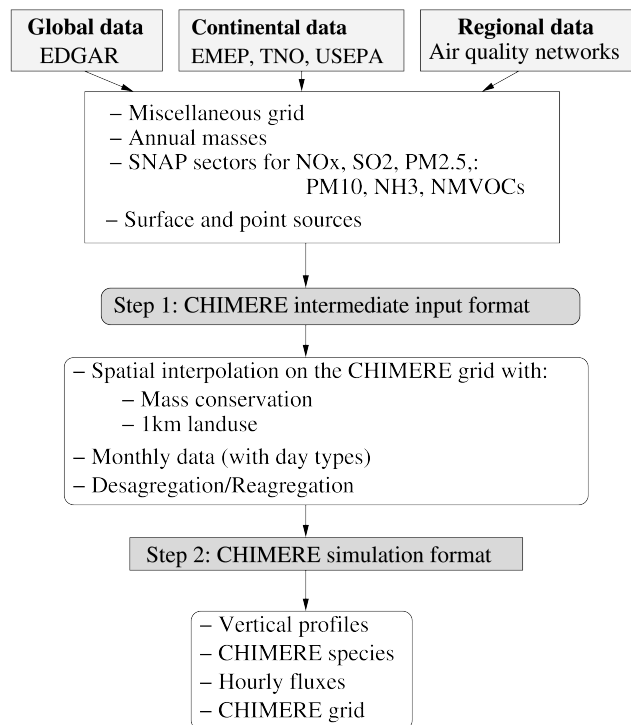 Global data
EDGAR
Continental data
EMEP, TNO, USEPA
Regional data
Air quality networks
– Miscellaneous grid
– Annual masses
– SNAP sectors for NOx, SO2, PM2.5,:
PM10, NH3, NMVOCs
– Surface and point sources
Step 1: CHIMERE intermediate input format
– Spatial interpolation on the CHIMERE grid with:
– Mass conservation
– 1km landuse
– Monthly data (with day types)
– Desagregation/Reagregation
Step 2: CHIMERE simulation format
– Vertical profiles
– CHIMERE species
– Hourly fluxes
– CHIMERE grid